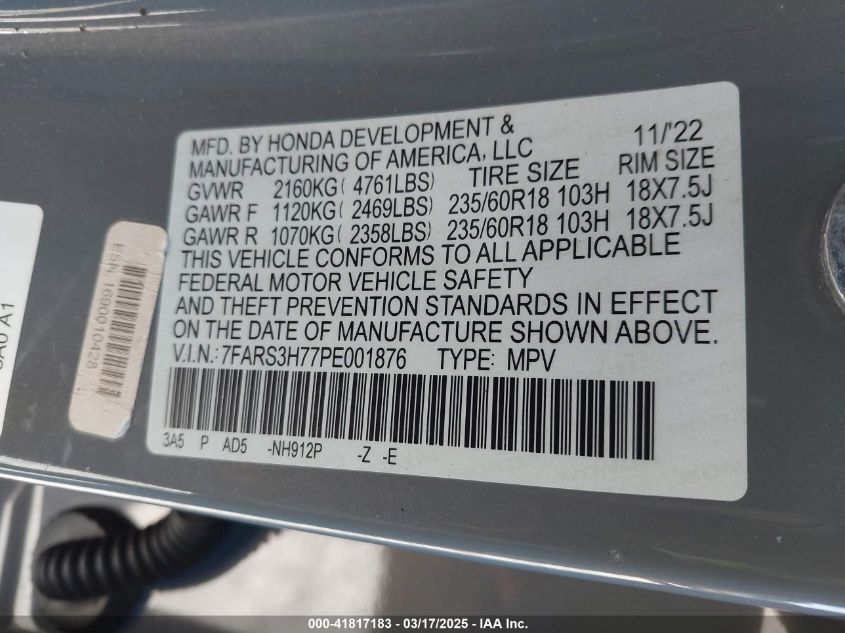 MFD. BY HONDA DEVELOPMENT & 11/'22
MANUFACTURING OF AMERICA, LLC
GVWR 2160KG( 4761LBS) TIRE SIZE RIM SIZE
GAWR F 1120KG( 2469LBS) 235/60R18 103H 18X7.5J
GAWR R 1070KG( 2358LBS) 235/60R18 103H 18X7.5J
THIS VEHICLE CONFORMS TO ALL APPLICABLE
FEDERAL MOTOR VEHICLE SAFETY
AND THEFT PREVENTION STANDARDS IN EFFECT
ON THE DATE OF MANUFACTURE SHOWN ABOVE.
V.I.N.: 7FARS3H77PE001876 TYPE: MPV
3A5 P AD5 -NH912P -Z -E
ESN: 1690010428
A0 A1
000-41817183 / 03/17/2025 - IAA Inc.